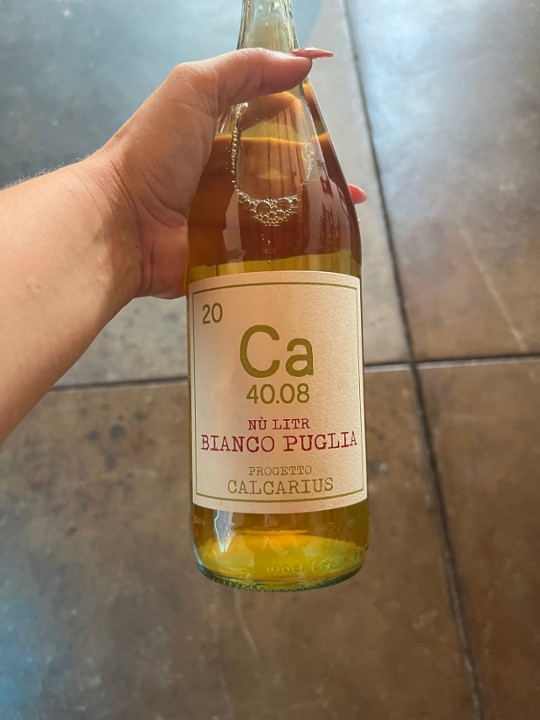 20
Ca
40.08
NÙ LITR
BIANCO PUGLIA
PROGETTO
CALCARIUS